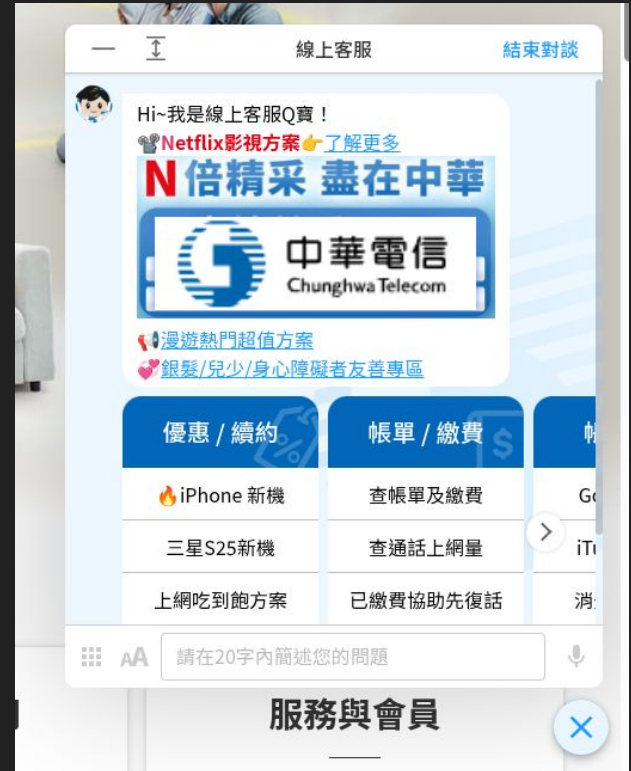 線上客服
結束對談
Hi~我是線上客服Q寶！
Netflix影視方案👉了解更多
N倍精采 盡在中華
中華電信
Chunghwa Telecom
漫遊熱門超值方案
銀髮/兒少/身心障礙者友善專區
優惠 / 續約
帳單 / 繳費
🔥iPhone 新機
查帳單及繳費
三星S25新機
查通話上網量
上網吃到飽方案
已繳費協助先復話
AA
請在20字內簡述您的問題
服務與會員